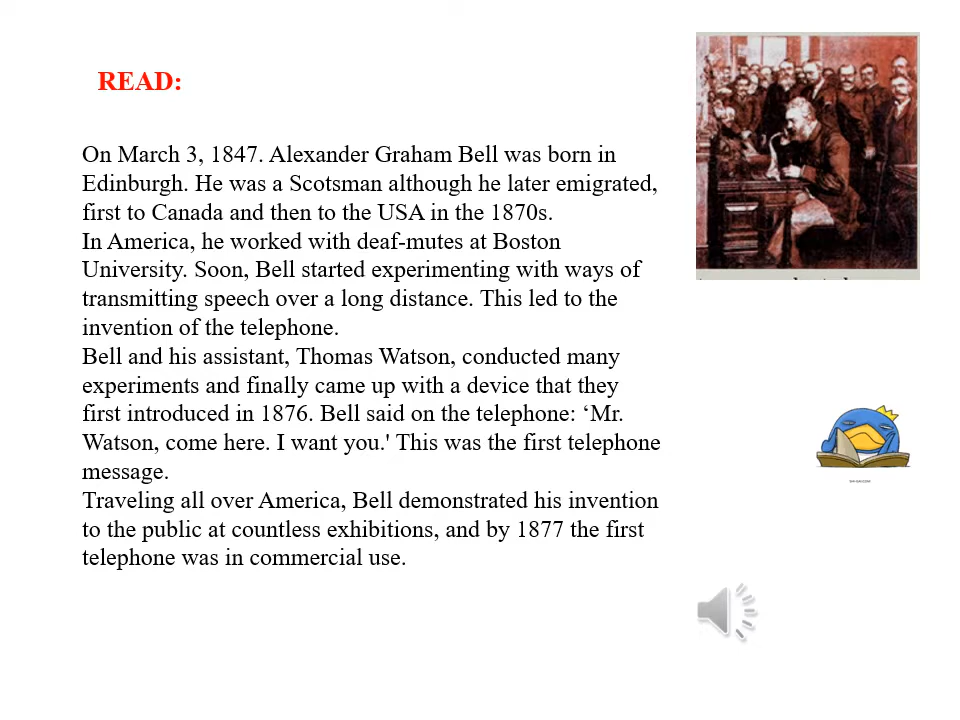 READ:
On March 3, 1847. Alexander Graham Bell was born in
Edinburgh. He was a Scotsman although he later emigrated,
first to Canada and then to the USA in the 1870s.
In America, he worked with deaf-mutes at Boston
University. Soon, Bell started experimenting with ways of
transmitting speech over a long distance. This led to the
invention of the telephone.
Bell and his assistant, Thomas Watson, conducted many
experiments and finally came up with a device that they
first introduced in 1876. Bell said on the telephone: ‘Mr.
Watson, come here. I want you.' This was the first telephone
message.
Traveling all over America, Bell demonstrated his invention
to the public at countless exhibitions, and by 1877 the first
telephone was in commercial use.